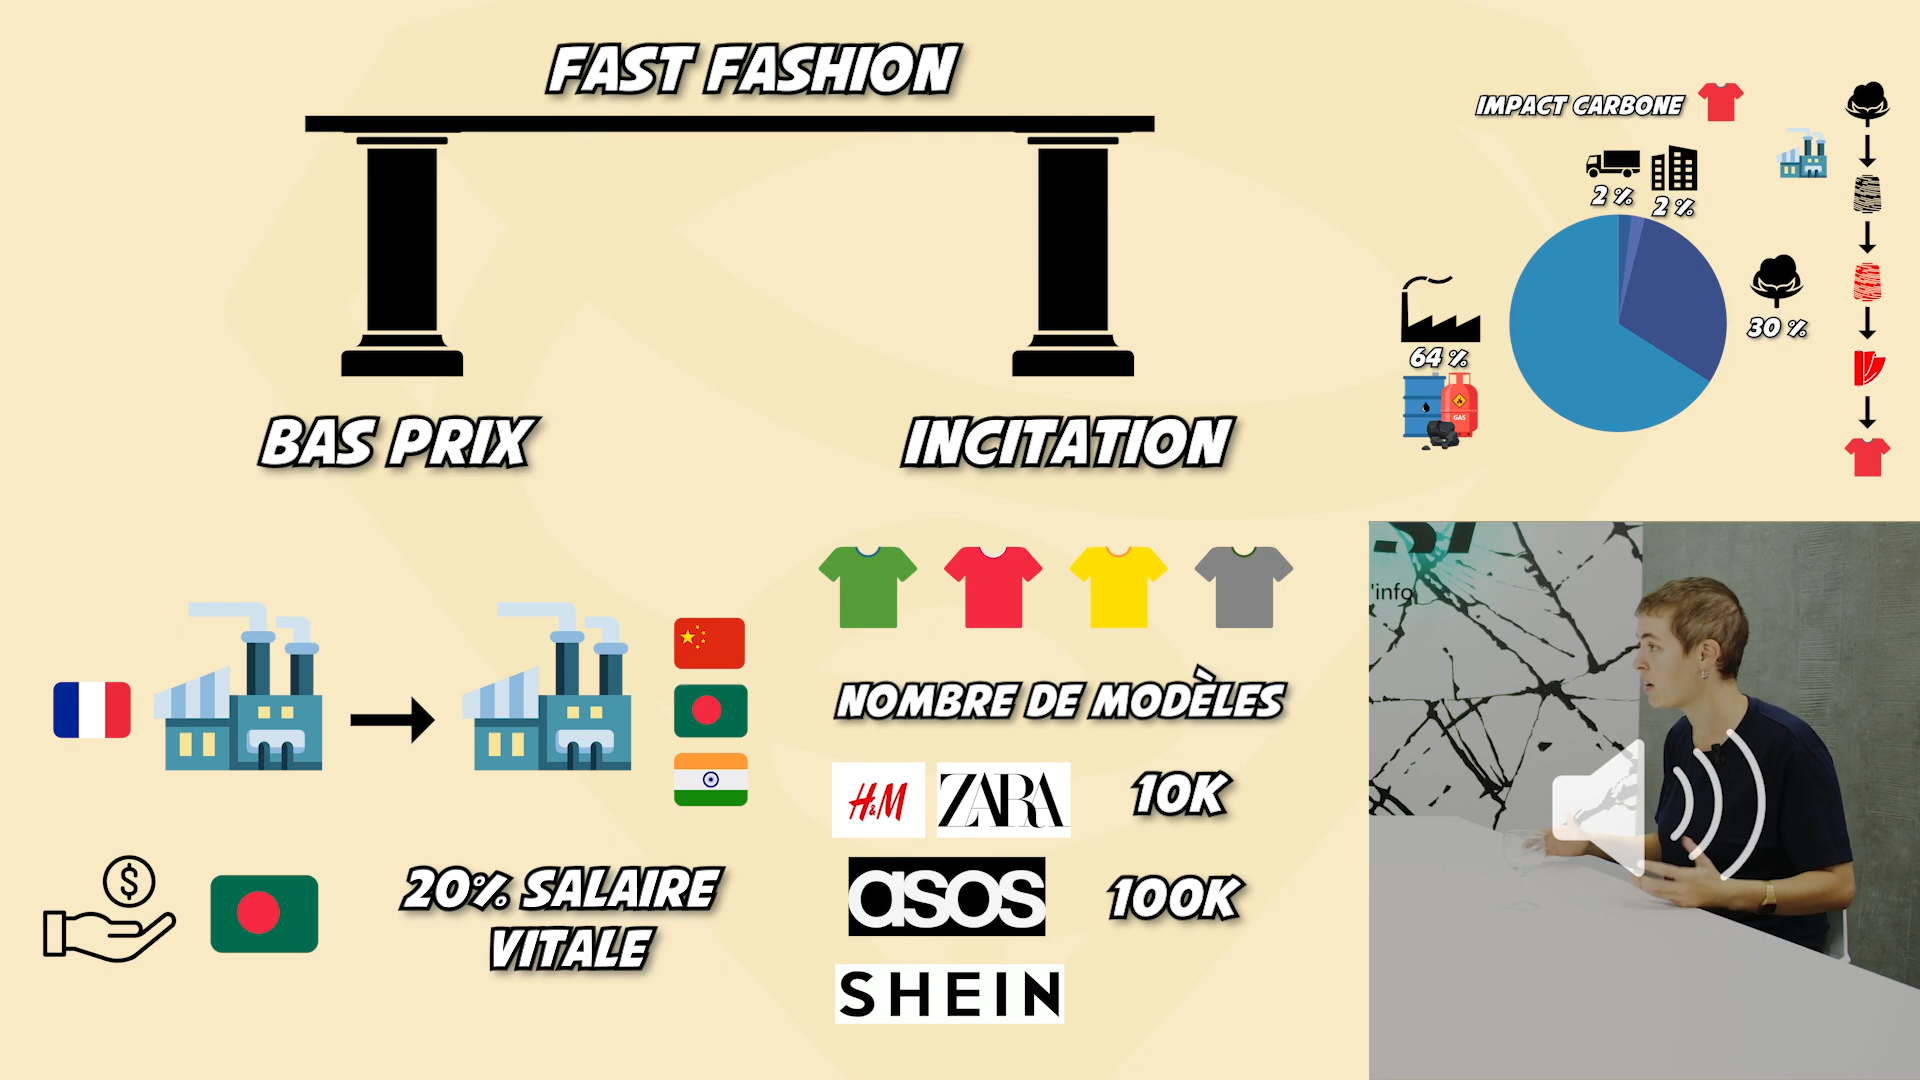 FAST FASHION
IMPACT CARBONE
2 %
2 %
30 %
64 %
GAS
BAS PRIX
INCITATION
'info
NOMBRE DE MODÈLES
H&M
ZARA
10K
asos
100K
SHEIN
$
20% SALAIRE
VITALE